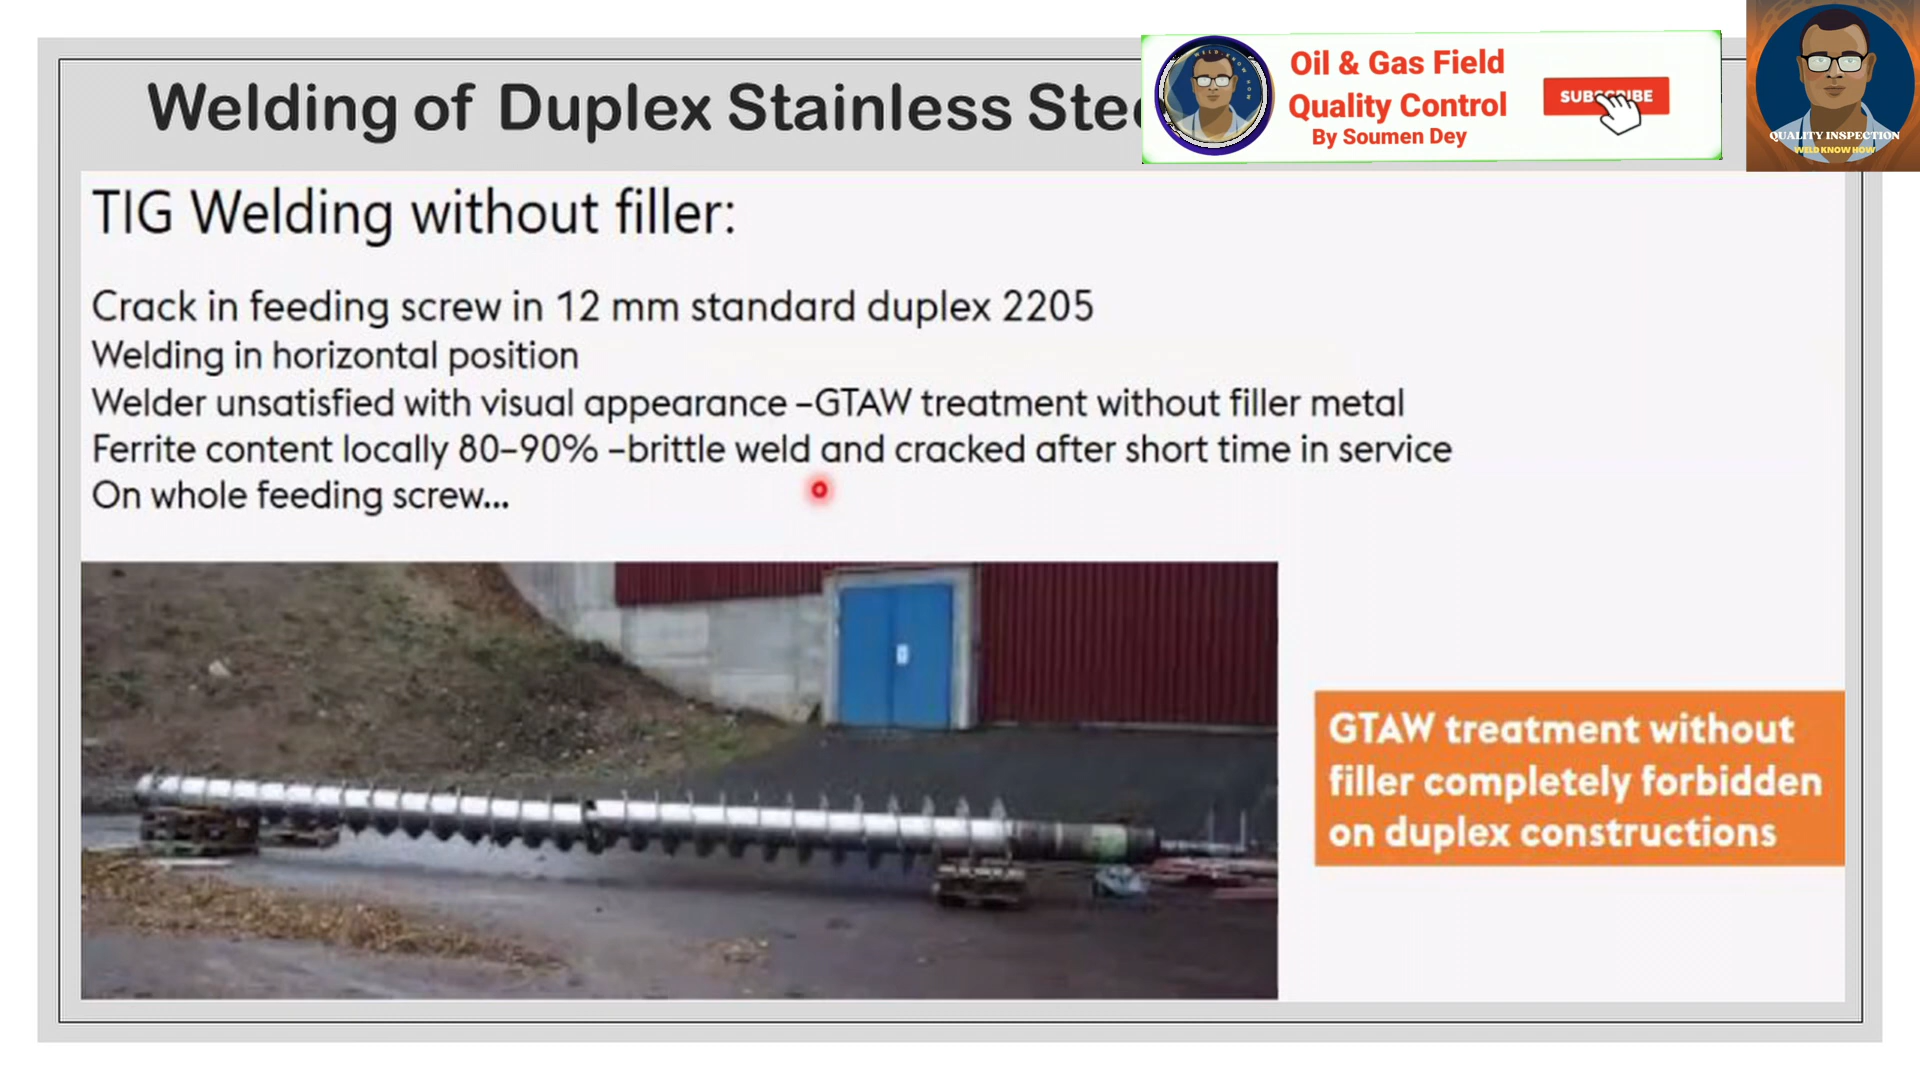 Welding of Duplex Stainless
Oil & Gas Field
Quality Control
By Soumen Dey
SUBSCRIBE
QUALITY INSPECTION
WELD KNOW HOW
TIG Welding without filler:
Crack in feeding screw in 12 mm standard duplex 2205
Welding in horizontal position
Welder unsatisfied with visual appearance –GTAW treatment without filler metal
Ferrite content locally 80–90% –brittle weld and cracked after short time in service
On whole feeding screw...
GTAW treatment without
filler completely forbidden
on duplex constructions